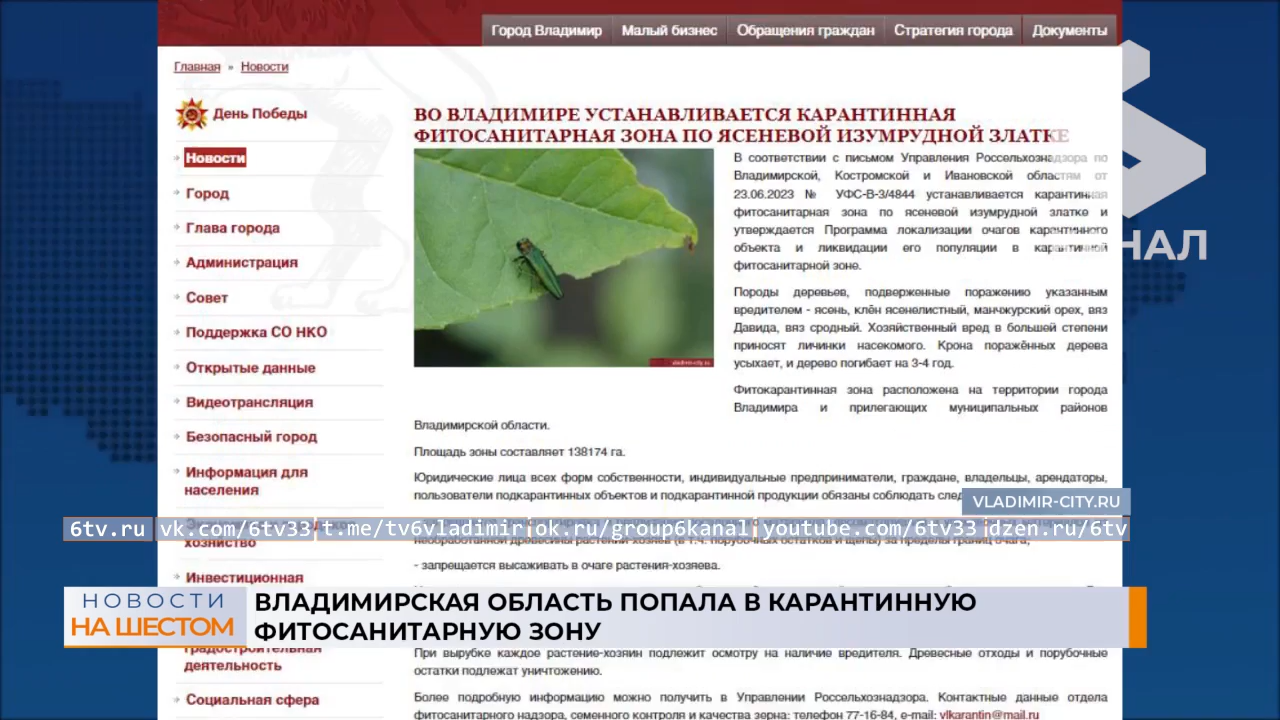 Город Владимир Малый бизнес Обращения граждан Стратегия города Документы
Главная » Новости
День Победы
Новости
Город
Глава города
Администрация
Совет
Поддержка СО НКО
Открытые данные
Видеотрансляция
Безопасный город
Информация для
населения
хозяйство
Инвестиционная
деятельность
Социальная сфера
ВО ВЛАДИМИРЕ УСТАНАВЛИВАЕТСЯ КАРАНТИННАЯ
ФИТОСАНИТАРНАЯ ЗОНА ПО ЯСЕНЕВОЙ ИЗУМРУДНОЙ ЗЛАТКЕ
В соответствии с письмом Управления Россельхознадзора по
Владимирской, Костромской и Ивановской областям от
23.06.2023 № УФС-В-3/4844 устанавливается карантинная
фитосанитарная зона по ясеневой изумрудной златке и
утверждается Программа локализации очагов карантинного
объекта и ликвидации его популяции в карантинной
фитосанитарной зоне.
Породы деревьев, подверженные поражению указанным
вредителем - ясень, клён ясенелистный, манчжурский орех, вяз
Давида, вяз сродный. Хозяйственный вред в большей степени
приносят личинки насекомого. Крона поражённых дерева
усыхает, и дерево погибает на 3-4 год.
Фитокарантинная зона расположена на территории города
Владимира и прилегающих муниципальных районов
Владимирской области.
Площадь зоны составляет 138174 га.
Юридические лица всех форм собственности, индивидуальные предприниматели, граждане, владельцы, арендаторы,
пользователи подкарантинных объектов и подкарантинной продукции обязаны соблюдать
VLADIMIR-CITY.RU
6tv.ru vk.com/6tv33 t.me/tv6vladimir ok.ru/group6kanal youtube.com/6tv33 dzen.ru/6tv
необработанной древесины растений-хозяев (в т.ч. порубочных остатков и щепы) за пределы границ очага;
- запрещается высаживать в очаге растения-хозяева.
НОВОСТИ
НА ШЕСТОМ
ВЛАДИМИРСКАЯ ОБЛАСТЬ ПОПАЛА В КАРАНТИННУЮ
ФИТОСАНИТАРНУЮ ЗОНУ
При вырубке каждое растение-хозяин подлежит осмотру на наличие вредителя. Древесные отходы и порубочные
остатки подлежат уничтожению.
Более подробную информацию можно получить в Управлении Россельхознадзора. Контактные данные отдела
фитосанитарного надзора, семенного контроля и качества зерна: телефон 77-16-84, e-mail: vlkarantin@mail.ru